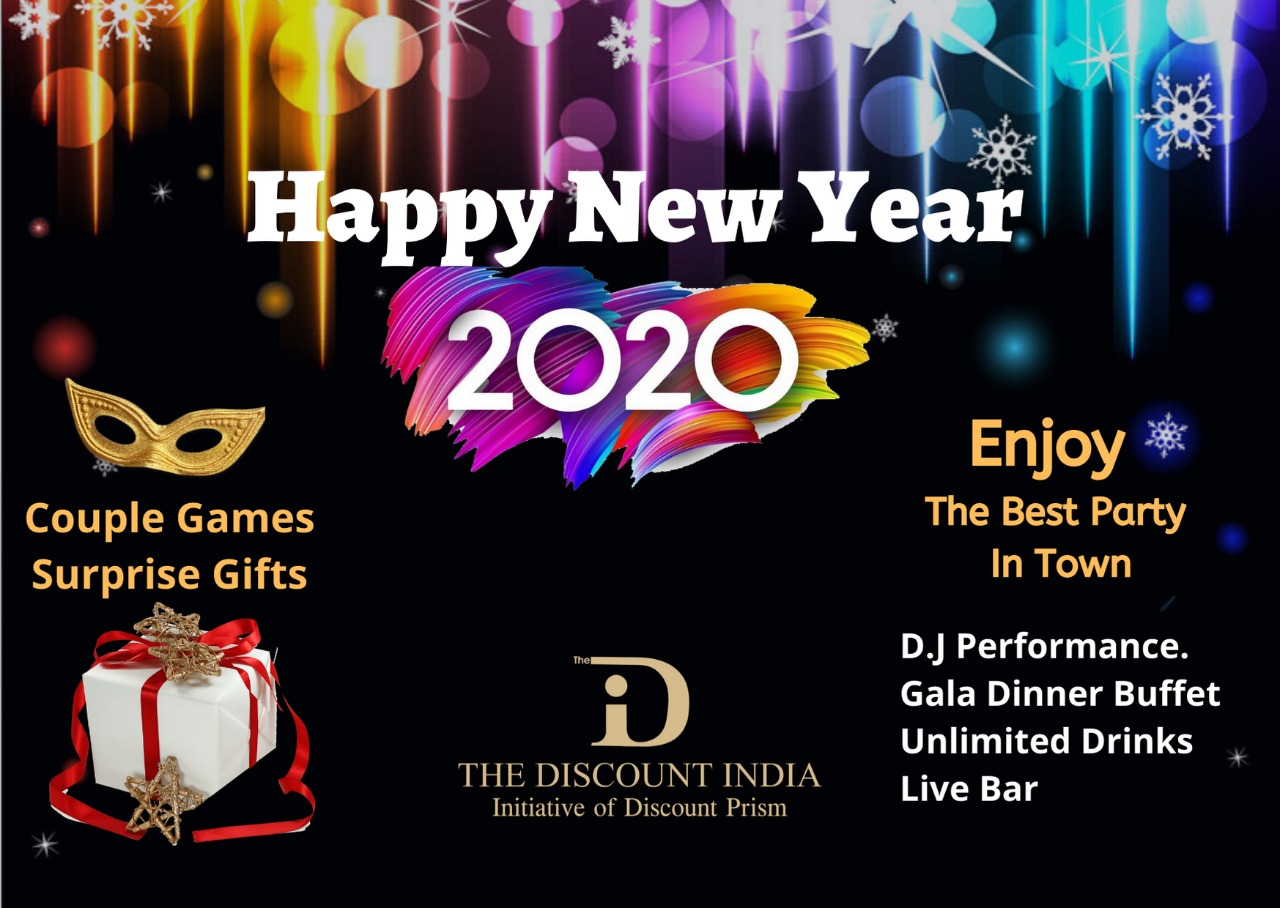 Happy New Year
2020
Couple Games
Surprise Gifts
Enjoy
The Best Party
In Town
D.J Performance.
Gala Dinner Buffet
Unlimited Drinks
Live Bar
The
iD
THE DISCOUNT INDIA
Initiative of Discount Prism